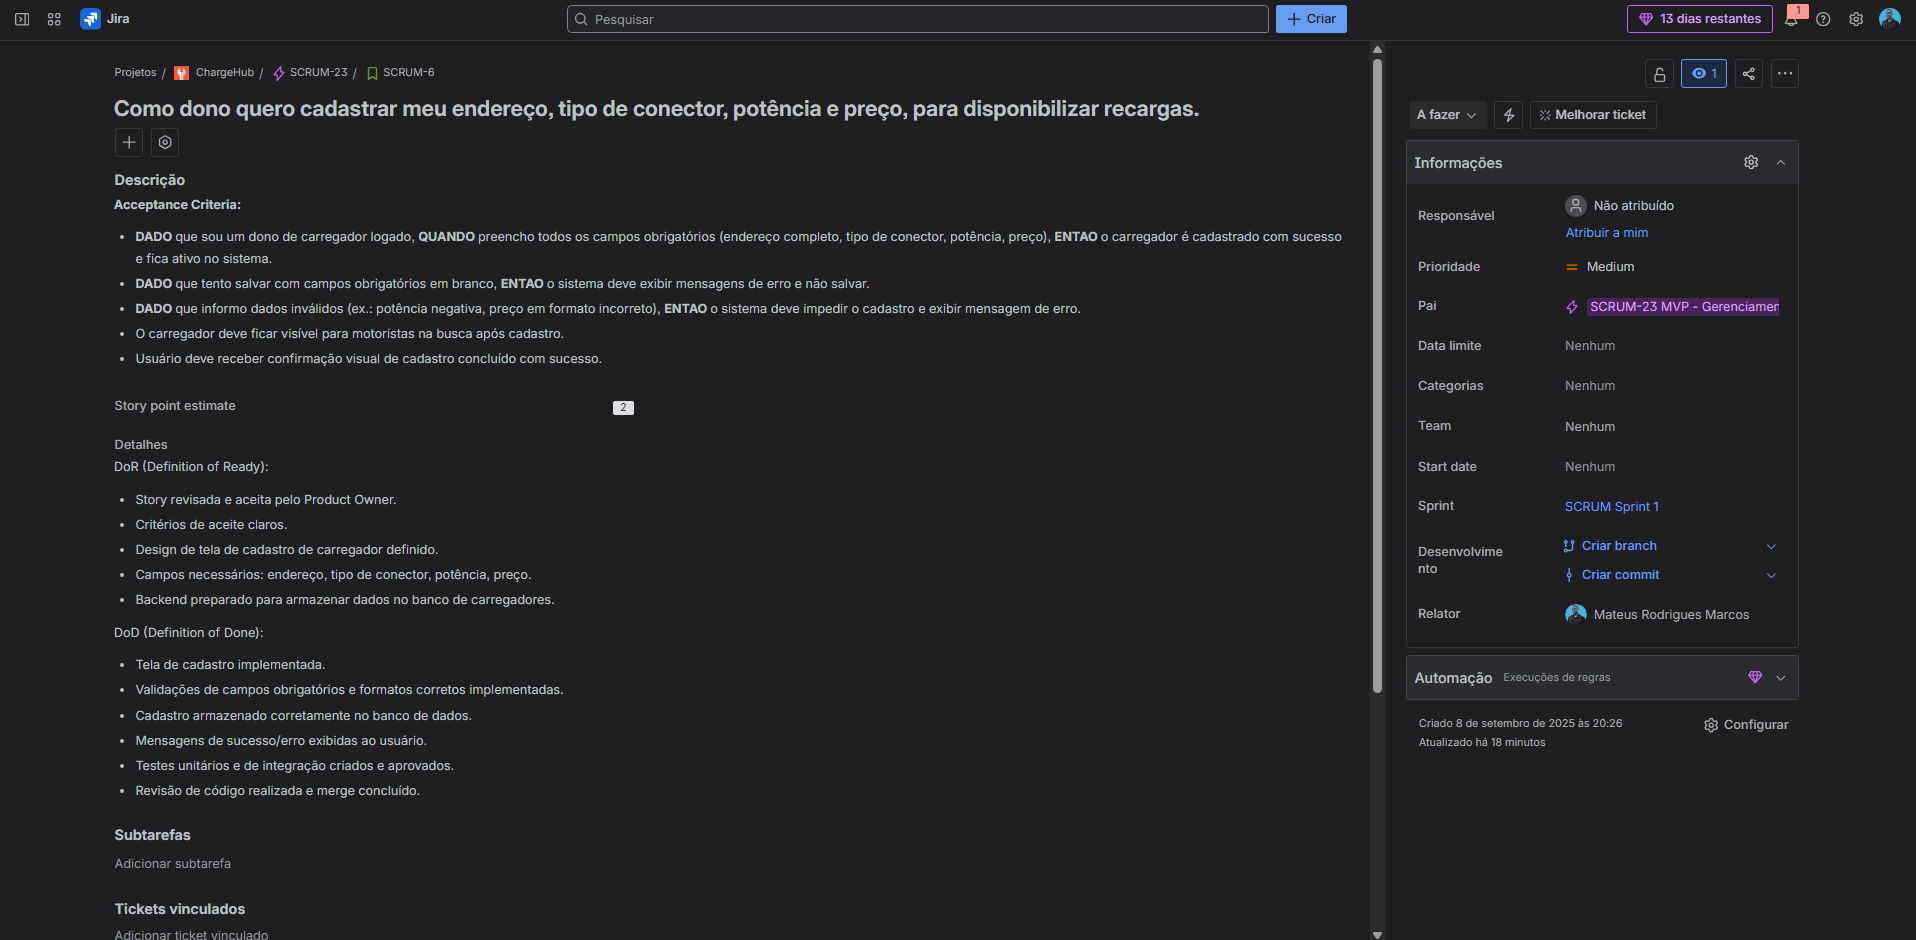 Jira
Pesquisar
Criar
13 dias restantes
1
Projetos / ChargeHub / SCRUM-23 / SCRUM-6
1
Como dono quero cadastrar meu endereço, tipo de conector, potência e preço, para disponibilizar recargas.
A fazer
Melhorar ticket
Descrição
Acceptance Criteria:
• DADO que sou um dono de carregador logado, QUANDO preencho todos os campos obrigatórios (endereço completo, tipo de conector, potência, preço), ENTAO o carregador é cadastrado com sucesso
e fica ativo no sistema.
• DADO que tento salvar com campos obrigatórios em branco, ENTAO o sistema deve exibir mensagens de erro e não salvar.
• DADO que informo dados inválidos (ex.: potência negativa, preço em formato incorreto), ENTAO o sistema deve impedir o cadastro e exibir mensagem de erro.
• O carregador deve ficar visível para motoristas na busca após cadastro.
• Usuário deve receber confirmação visual de cadastro concluído com sucesso.
Story point estimate
2
Detalhes
DoR (Definition of Ready):
• Story revisada e aceita pelo Product Owner.
• Critérios de aceite claros.
• Design de tela de cadastro de carregador definido.
• Campos necessários: endereço, tipo de conector, potência, preço.
• Backend preparado para armazenar dados no banco de carregadores.
DoD (Definition of Done):
• Tela de cadastro implementada.
• Validações de campos obrigatórios e formatos corretos implementadas.
• Cadastro armazenado corretamente no banco de dados.
• Mensagens de sucesso/erro exibidas ao usuário.
• Testes unitários e de integração criados e aprovados.
• Revisão de código realizada e merge concluído.
Subtarefas
Adicionar subtarefa
Tickets vinculados
Adicionar ticket vinculado
Informações
Responsável
Não atribuído
Atribuir a mim
Prioridade
Medium
Pai
SCRUM-23 MVP - Gerenciamen
Data limite
Nenhum
Categorias
Nenhum
Team
Nenhum
Start date
Nenhum
Sprint
SCRUM Sprint 1
Desenvolvime
nto
Criar branch
Criar commit
Relator
Mateus Rodrigues Marcos
Automação
Execuções de regras
Criado 8 de setembro de 2025 às 20:26
Atualizado há 18 minutos
Configurar